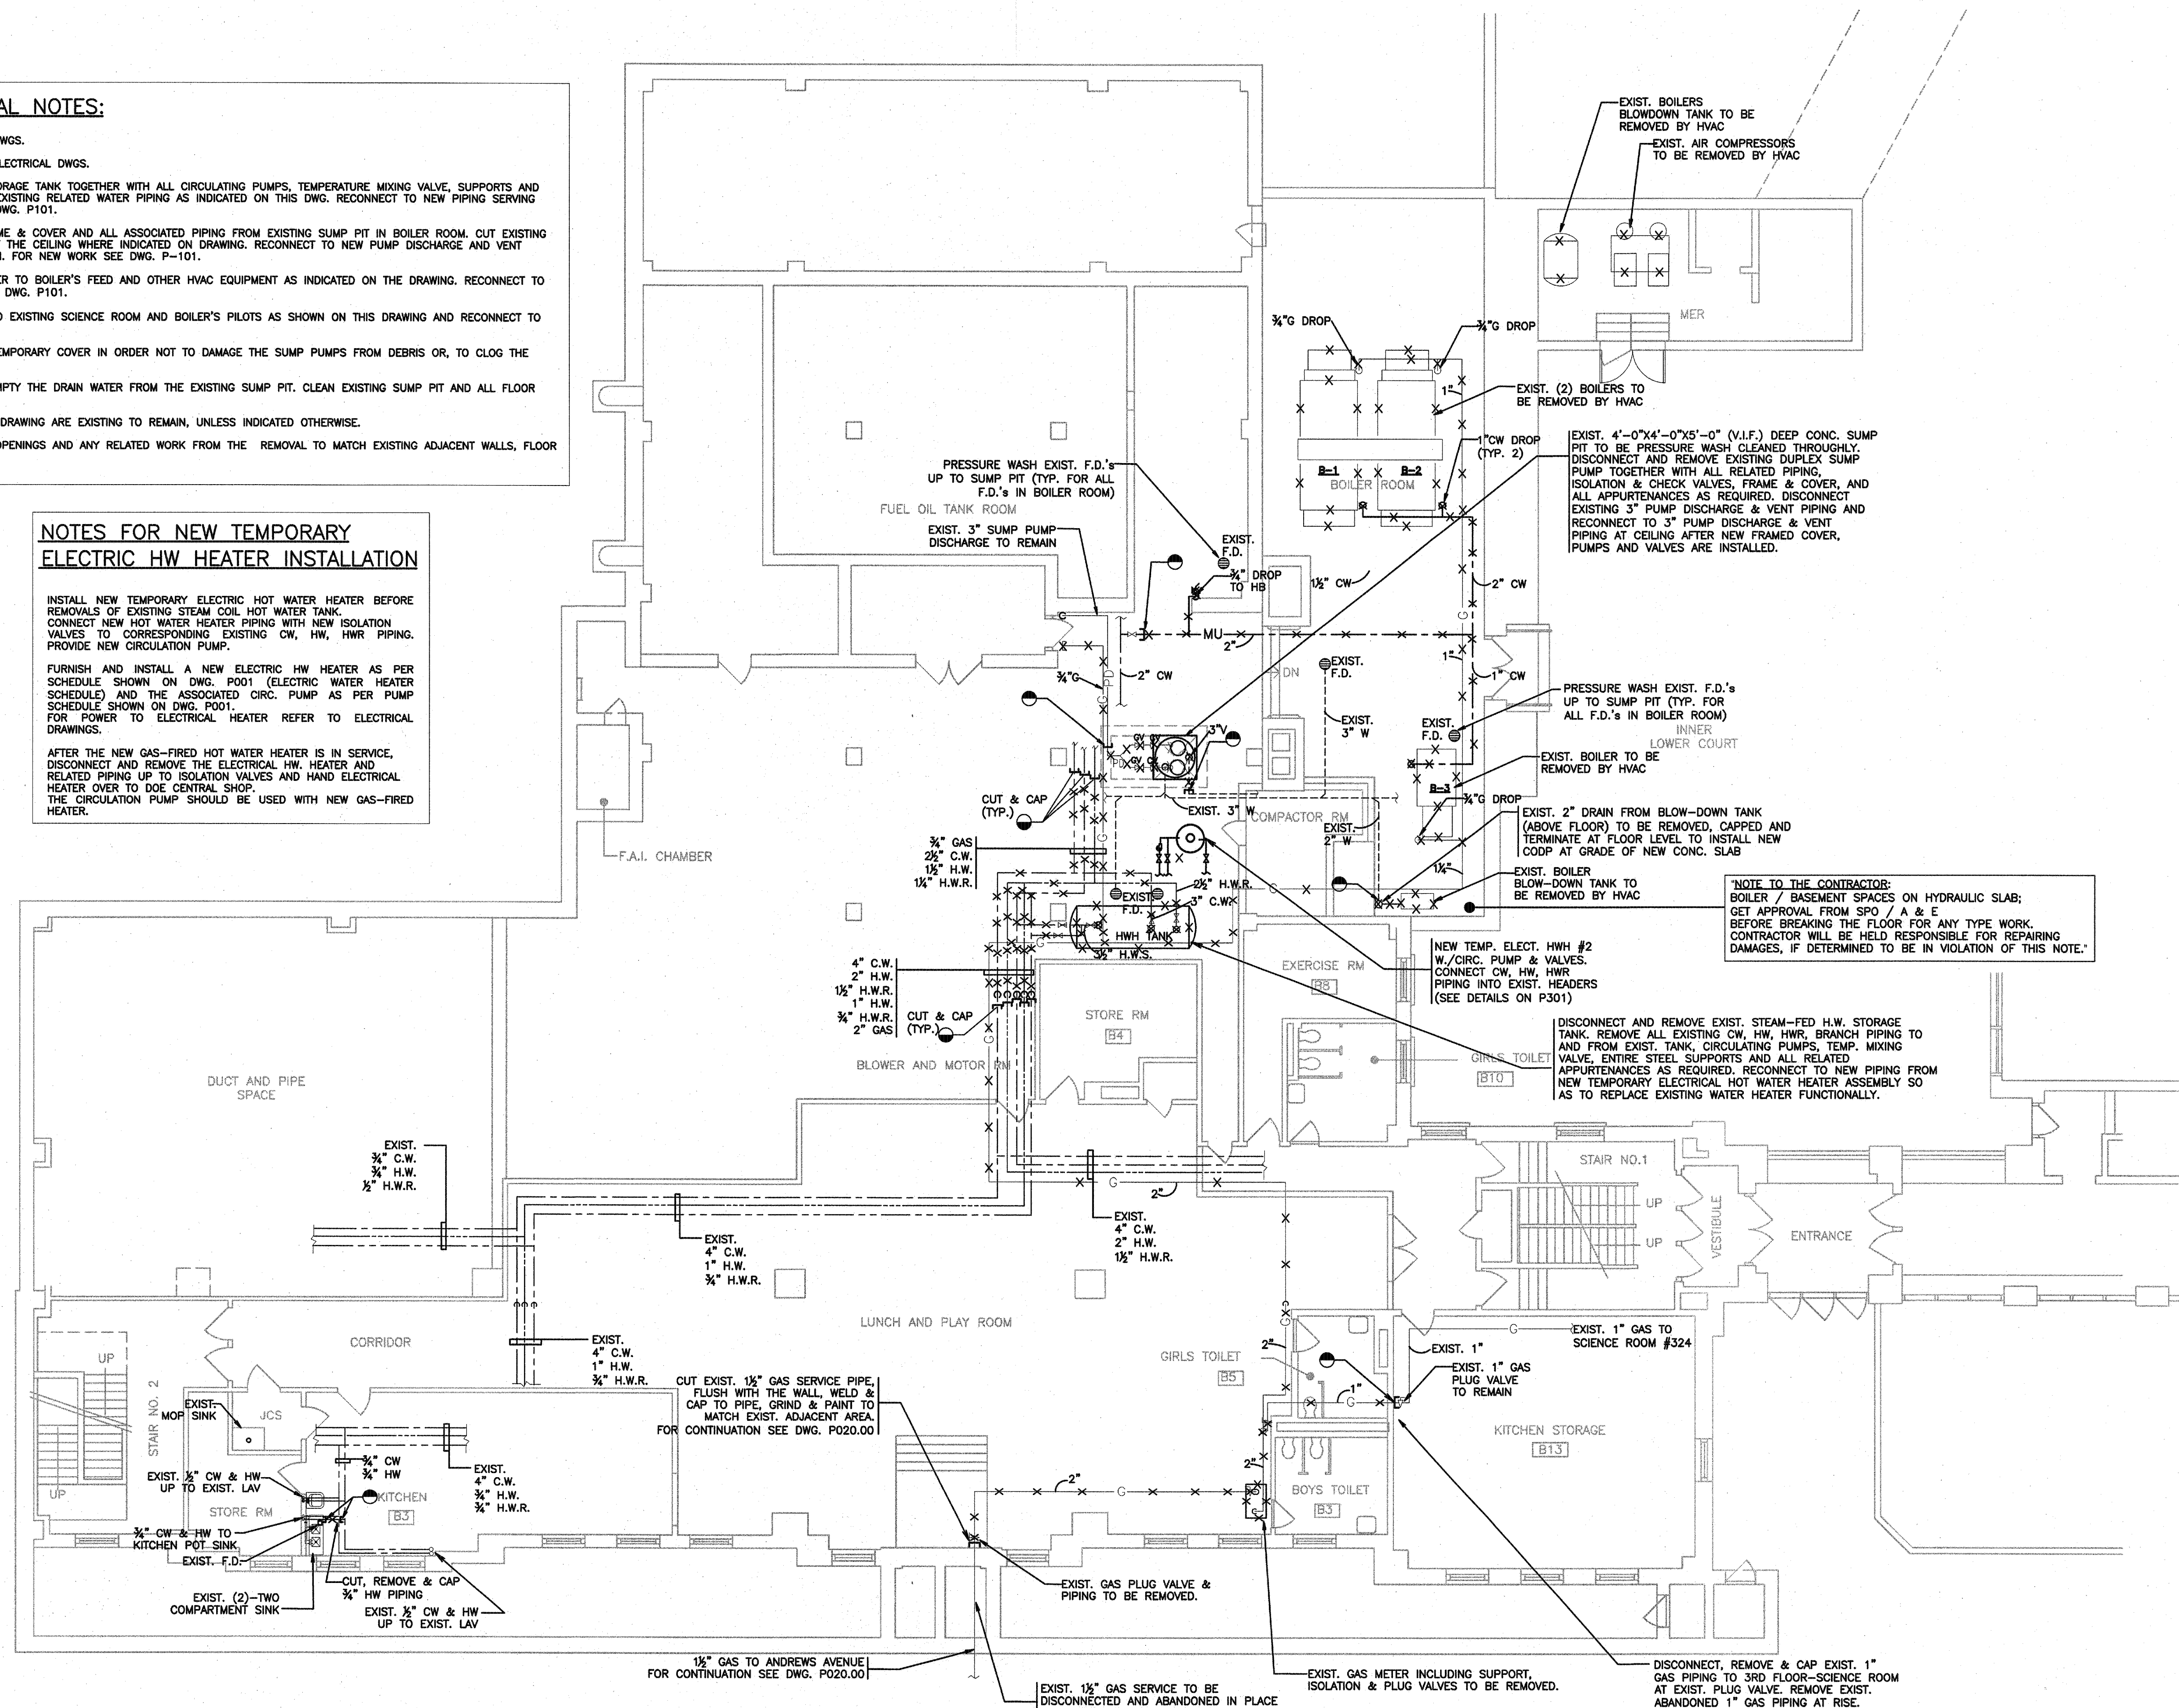 AL NOTES:
WGS.
LECTRICAL DWGS.
ORAGE TANK TOGETHER WITH ALL CIRCULATING PUMPS, TEMPERATURE MIXING VALVE, SUPPORTS AND
EXISTING RELATED WATER PIPING AS INDICATED ON THIS DWG. RECONNECT TO NEW PIPING SERVING
DWG. P101.
ME & COVER AND ALL ASSOCIATED PIPING FROM EXISTING SUMP PIT IN BOILER ROOM. CUT EXISTING
THE CEILING WHERE INDICATED ON DRAWING. RECONNECT TO NEW PUMP DISCHARGE AND VENT
. FOR NEW WORK SEE DWG. P-101.
ER TO BOILER'S FEED AND OTHER HVAC EQUIPMENT AS INDICATED ON THE DRAWING. RECONNECT TO
DWG. P101.
O EXISTING SCIENCE ROOM AND BOILER'S PILOTS AS SHOWN ON THIS DRAWING AND RECONNECT TO
EMPORARY COVER IN ORDER NOT TO DAMAGE THE SUMP PUMPS FROM DEBRIS OR, TO CLOG THE
MPTY THE DRAIN WATER FROM THE EXISTING SUMP PIT. CLEAN EXISTING SUMP PIT AND ALL FLOOR
DRAWING ARE EXISTING TO REMAIN, UNLESS INDICATED OTHERWISE.
OPENINGS AND ANY RELATED WORK FROM THE REMOVAL TO MATCH EXISTING ADJACENT WALLS, FLOOR
NOTES FOR NEW TEMPORARY
ELECTRIC HW HEATER INSTALLATION
INSTALL NEW TEMPORARY ELECTRIC HOT WATER HEATER BEFORE
REMOVALS OF EXISTING STEAM COIL HOT WATER TANK.
CONNECT NEW HOT WATER HEATER PIPING WITH NEW ISOLATION
VALVES TO CORRESPONDING EXISTING CW, HW, HWR PIPING.
PROVIDE NEW CIRCULATION PUMP.
FURNISH AND INSTALL A NEW ELECTRIC HW HEATER AS PER
SCHEDULE SHOWN ON DWG. P001 (ELECTRIC WATER HEATER
SCHEDULE) AND THE ASSOCIATED CIRC. PUMP AS PER PUMP
SCHEDULE SHOWN ON DWG. P001.
FOR POWER TO ELECTRICAL HEATER REFER TO ELECTRICAL
DRAWINGS.
AFTER THE NEW GAS-FIRED HOT WATER HEATER IS IN SERVICE,
DISCONNECT AND REMOVE THE ELECTRICAL HW. HEATER AND
RELATED PIPING UP TO ISOLATION VALVES AND HAND ELECTRICAL
HEATER OVER TO DOE CENTRAL SHOP.
THE CIRCULATION PUMP SHOULD BE USED WITH NEW GAS-FIRED
HEATER.
EXIST. BOILERS
BLOWDOWN TANK TO BE
REMOVED BY HVAC
EXIST. AIR COMPRESSORS
TO BE REMOVED BY HVAC
MER
¾"G DROP
¾"G DROP
1"
EXIST. (2) BOILERS TO
BE REMOVED BY HVAC
1"CW DROP
(TYP. 2)
B-1
B-2
BOILER ROOM
EXIST. 4'-0"X4'-0"X5'-0" (V.I.F.) DEEP CONC. SUMP
PIT TO BE PRESSURE WASH CLEANED THROUGHLY.
DISCONNECT AND REMOVE EXISTING DUPLEX SUMP
PUMP TOGETHER WITH ALL RELATED PIPING,
ISOLATION & CHECK VALVES, FRAME & COVER, AND
ALL APPURTENANCES AS REQUIRED. DISCONNECT
EXISTING 3" PUMP DISCHARGE & VENT PIPING AND
RECONNECT TO 3" PUMP DISCHARGE & VENT
PIPING AT CEILING AFTER NEW FRAMED COVER,
PUMPS AND VALVES ARE INSTALLED.
PRESSURE WASH EXIST. F.D.'s
UP TO SUMP PIT (TYP. FOR ALL
F.D.'s IN BOILER ROOM)
FUEL OIL TANK ROOM
EXIST. 3" SUMP PUMP
DISCHARGE TO REMAIN
EXIST.
F.D.
¾" DROP
TO HB
1½" CW
2" CW
G
MU
2"
¾"G
PD
G
2" CW
DN
EXIST.
F.D.
1"
1" CW
PRESSURE WASH EXIST. F.D.'s
UP TO SUMP PIT (TYP. FOR
ALL F.D.'s IN BOILER ROOM)
INNER
LOWER COURT
EXIST.
3" W
EXIST.
F.D.
3"V
GV
PD
EXIST. BOILER TO BE
REMOVED BY HVAC
B-3
¾"G DROP
CUT & CAP
(TYP.)
EXIST. 3" W
COMPACTOR RM
EXIST.
2" W
EXIST. 2" DRAIN FROM BLOW-DOWN TANK
(ABOVE FLOOR) TO BE REMOVED, CAPPED AND
TERMINATE AT FLOOR LEVEL TO INSTALL NEW
CODP AT GRADE OF NEW CONC. SLAB
F.A.I. CHAMBER
¾" GAS
2½" C.W.
1½" H.W.
1¼" H.W.R.
G
1¼"
EXIST. BOILER
BLOW-DOWN TANK TO
BE REMOVED BY HVAC
2½" H.W.R.
G
3" C.W.
EXIST.
F.D.
G
HWH TANK
3½" H.W.S.
"NOTE TO THE CONTRACTOR:
BOILER / BASEMENT SPACES ON HYDRAULIC SLAB;
GET APPROVAL FROM SPO / A & E
BEFORE BREAKING THE FLOOR FOR ANY TYPE WORK.
CONTRACTOR WILL BE HELD RESPONSIBLE FOR REPAIRING
DAMAGES, IF DETERMINED TO BE IN VIOLATION OF THIS NOTE."
NEW TEMP. ELECT. HWH #2
W./CIRC. PUMP & VALVES.
CONNECT CW, HW, HWR
PIPING INTO EXIST. HEADERS
(SEE DETAILS ON P301)
EXERCISE RM
B8
4" C.W.
2" H.W.
1½" H.W.R.
1" H.W.
¾" H.W.R.
2" GAS
CUT & CAP
(TYP.)
STORE RM
B4
G
BLOWER AND MOTOR RM
DISCONNECT AND REMOVE EXIST. STEAM-FED H.W. STORAGE
TANK. REMOVE ALL EXISTING CW, HW, HWR, BRANCH PIPING TO
AND FROM EXIST. TANK, CIRCULATING PUMPS, TEMP. MIXING
VALVE, ENTIRE STEEL SUPPORTS AND ALL RELATED
APPURTENANCES AS REQUIRED. RECONNECT TO NEW PIPING FROM
NEW TEMPORARY ELECTRICAL HOT WATER HEATER ASSEMBLY SO
AS TO REPLACE EXISTING WATER HEATER FUNCTIONALLY.
GIRLS TOILET
B10
DUCT AND PIPE
SPACE
EXIST.
¾" C.W.
¾" H.W.
½" H.W.R.
STAIR NO.1
UP
UP
VESTIBULE
ENTRANCE
G
2"
EXIST.
4" C.W.
2" H.W.
1½" H.W.R.
EXIST.
4" C.W.
1" H.W.
¾" H.W.R.
LUNCH AND PLAY ROOM
CORRIDOR
EXIST.
4" C.W.
1" H.W.
¾" H.W.R.
G
2"
GIRLS TOILET
B5
G
EXIST. 1" GAS TO
SCIENCE ROOM #324
EXIST. 1"
EXIST. 1" GAS
PLUG VALVE
TO REMAIN
1"
G
UP
STAIR NO. 2
UP
EXIST.
MOP SINK
JCS
CUT EXIST. 1½" GAS SERVICE PIPE,
FLUSH WITH THE WALL, WELD &
CAP TO PIPE, GRIND & PAINT TO
MATCH EXIST. ADJACENT AREA.
FOR CONTINUATION SEE DWG. P020.00
KITCHEN STORAGE
B13
¾" CW
¾" HW
EXIST.
4" C.W.
¾" H.W.
¾" H.W.R.
EXIST. ½" CW & HW
UP TO EXIST. LAV
STORE RM
KITCHEN
B3
2"
G
2"
BOYS TOILET
B3
¾" CW & HW TO
KITCHEN POT SINK
EXIST. F.D.
CUT, REMOVE & CAP
¾" HW PIPING
EXIST. (2)-TWO
COMPARTMENT SINK
EXIST. ½" CW & HW
UP TO EXIST. LAV
EXIST. GAS PLUG VALVE &
PIPING TO BE REMOVED.
1½" GAS TO ANDREWS AVENUE
FOR CONTINUATION SEE DWG. P020.00
EXIST. 1½" GAS SERVICE TO BE
DISCONNECTED AND ABANDONED IN PLACE
EXIST. GAS METER INCLUDING SUPPORT,
ISOLATION & PLUG VALVES TO BE REMOVED.
DISCONNECT, REMOVE & CAP EXIST. 1"
GAS PIPING TO 3RD FLOOR-SCIENCE ROOM
AT EXIST. PLUG VALVE. REMOVE EXIST.
ABANDONED 1" GAS PIPING AT RISE.